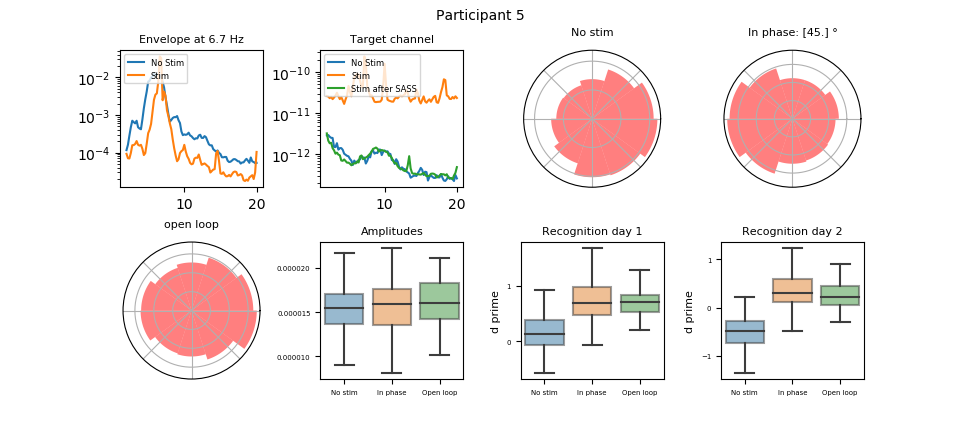 Participant 5
Envelope at 6.7 Hz
No Stim
Stim
10⁻²
10⁻³
10⁻⁴
10
20
Target channel
No Stim
Stim
Stim after SASS
10⁻¹⁰
10⁻¹¹
10⁻¹²
10
20
No stim
In phase: [45.] °
open loop
Amplitudes
0.000020
0.000015
0.000010
No stim
In phase
Open loop
Recognition day 1
d prime
1
0
No stim
In phase
Open loop
Recognition day 2
d prime
1
0
−1
No stim
In phase
Open loop